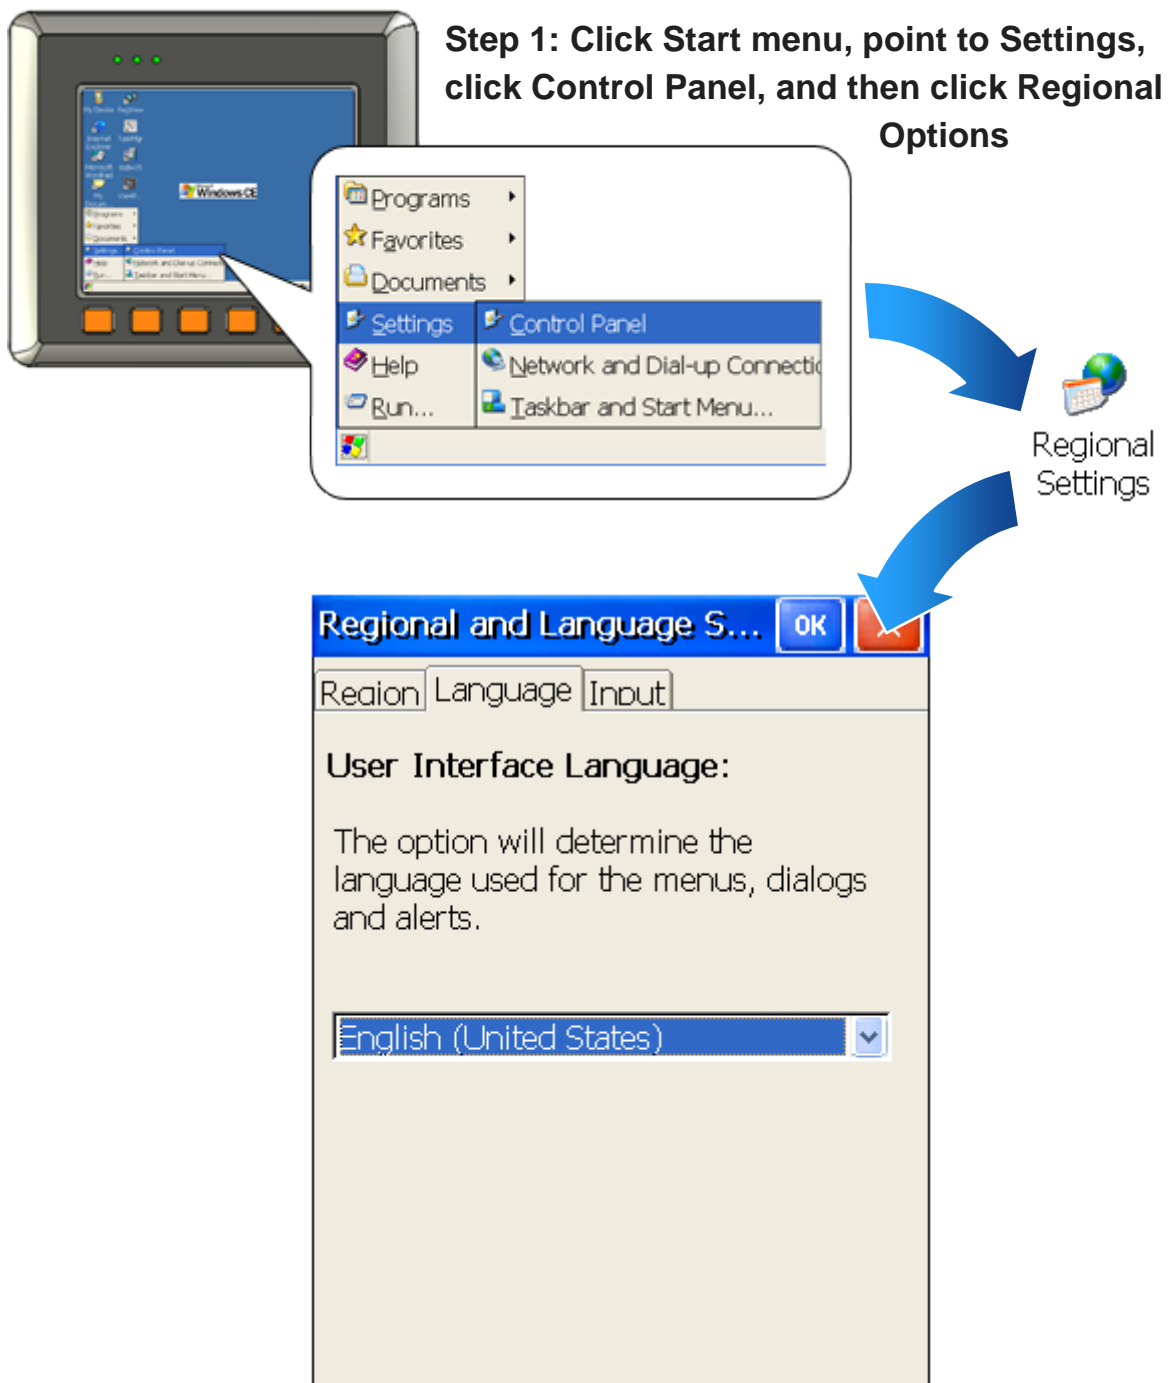 Step 1: Click Start menu, point to Settings,
click Control Panel, and then click Regional
Options
Windows CE
Programs
Favorites
Documents
Settings
Control Panel
Help
Network and Dial-up Connectio
Run...
Taskbar and Start Menu...
Regional
Settings
Regional and Language S...
OK
Region
Language
Input
User Interface Language:
The option will determine the
language used for the menus, dialogs
and alerts.
English (United States)